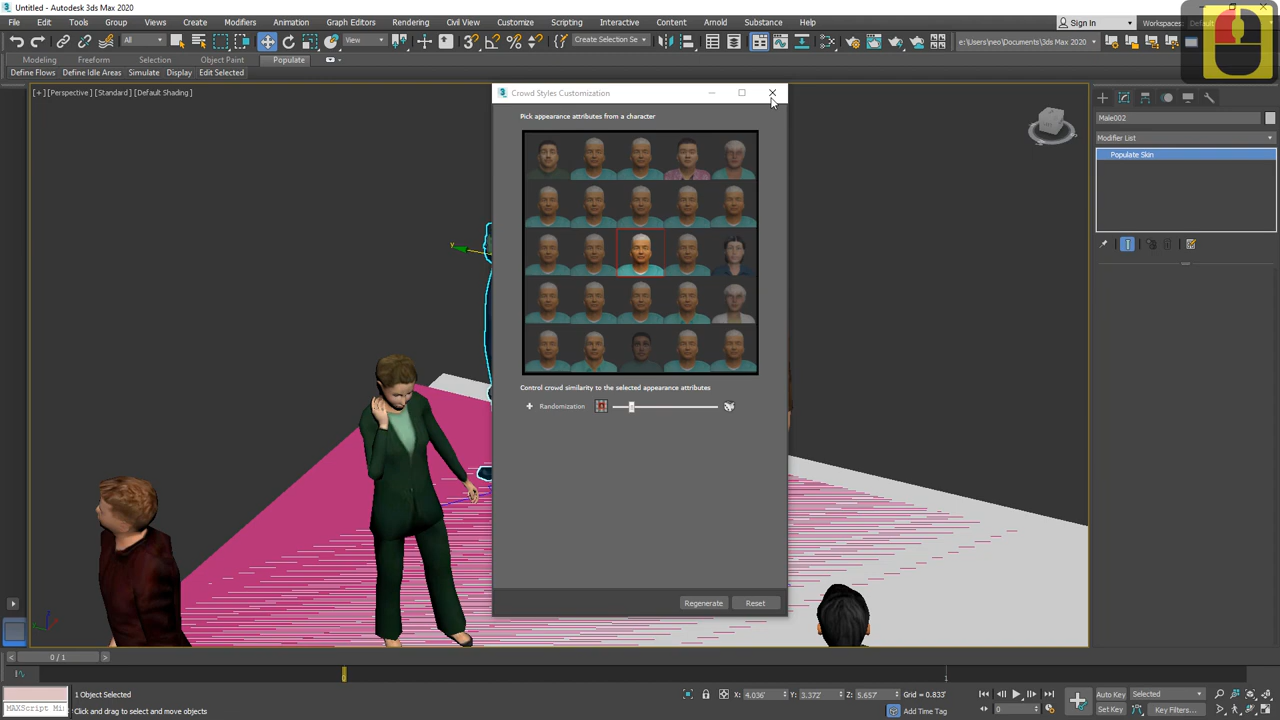 Untitled - Autodesk 3ds Max 2020
File Edit Tools Group Views Create Modifiers Animation Graph Editors Rendering Civil View Customize Scripting Interactive Content Arnold Substance Help
Sign In
Workspaces: Default
All
View
Create Selection Se
e:\Users\neo\Documents\3ds Max 2020
Modeling Freeform Selection Object Paint Populate
Define Flows Define Idle Areas Simulate Display Edit Selected
[+] [Perspective] [Standard] [Default Shading]
Crowd Styles Customization
Pick appearance attributes from a character
Control crowd similarity to the selected appearance attributes
Randomization
Regenerate Reset
Male002
Modifier List
Populate Skin
y
0 / 1
0
1
1 Object Selected
X: 4.036' Y: 3.372' Z: 5.657' Grid = 0.833'
Auto Key Selected
MAXScript Mi
Click and drag to select and move objects
Add Time Tag
0
Set Key Key Filters...